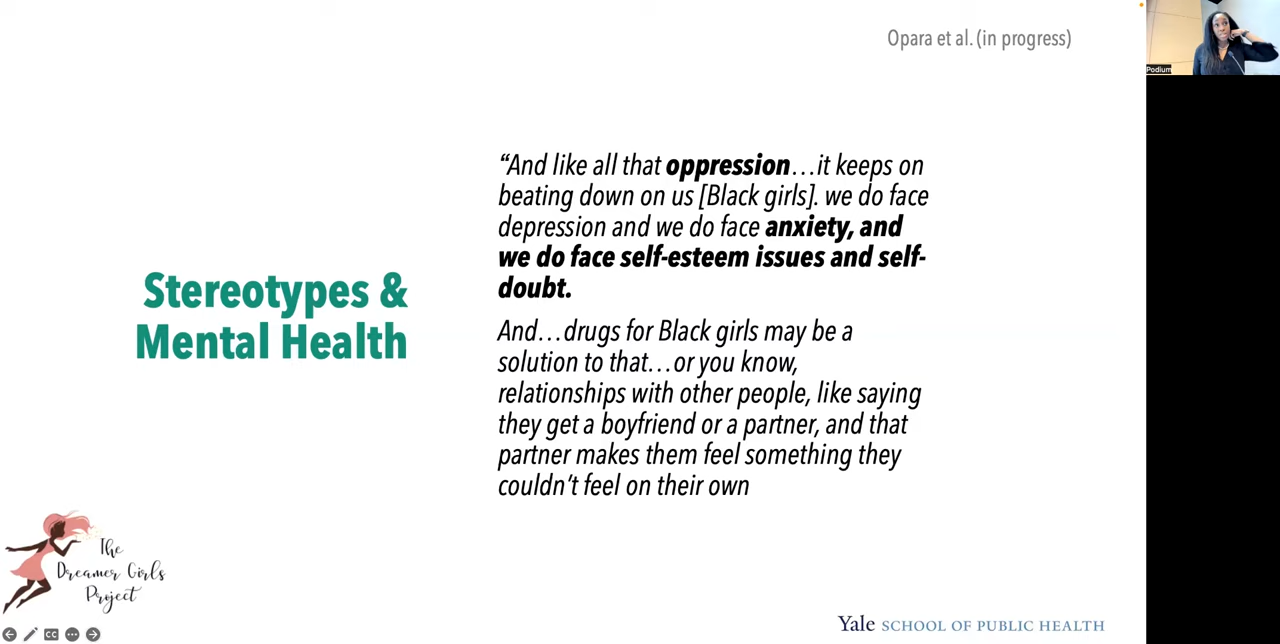 Opara et al. (in progress)
Podium
“And like all that oppression…it keeps on
beating down on us [Black girls]. we do face
depression and we do face anxiety, and
we do face self-esteem issues and self-
doubt.
And…drugs for Black girls may be a
solution to that…or you know,
relationships with other people, like saying
they get a boyfriend or a partner, and that
partner makes them feel something they
couldn’t feel on their own
Stereotypes &
Mental Health
The
Dreamer Girls
Project
CC
Yale SCHOOL OF PUBLIC HEALTH